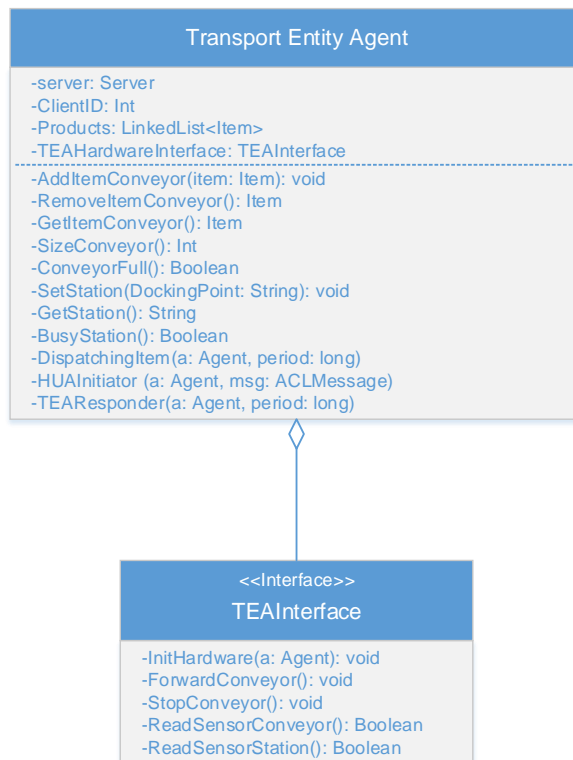 Transport Entity Agent
-server: Server
-ClientID: Int
-Products: LinkedList<Item>
-TEAHardwareInterface: TEAInterface
-AddItemConveyor(item: Item): void
-RemoveItemConveyor(): Item
-GetItemConveyor(): Item
-SizeConveyor(): Int
-ConveyorFull(): Boolean
-SetStation(DockingPoint: String): void
-GetStation(): String
-BusyStation(): Boolean
-DispatchingItem(a: Agent, period: long)
-HUAInitiator (a: Agent, msg: ACLMessage)
-TEAResponder(a: Agent, period: long)
<<Interface>>
TEAInterface
-InitHardware(a: Agent): void
-ForwardConveyor(): void
-StopConveyor(): void
-ReadSensorConveyor(): Boolean
-ReadSensorStation(): Boolean